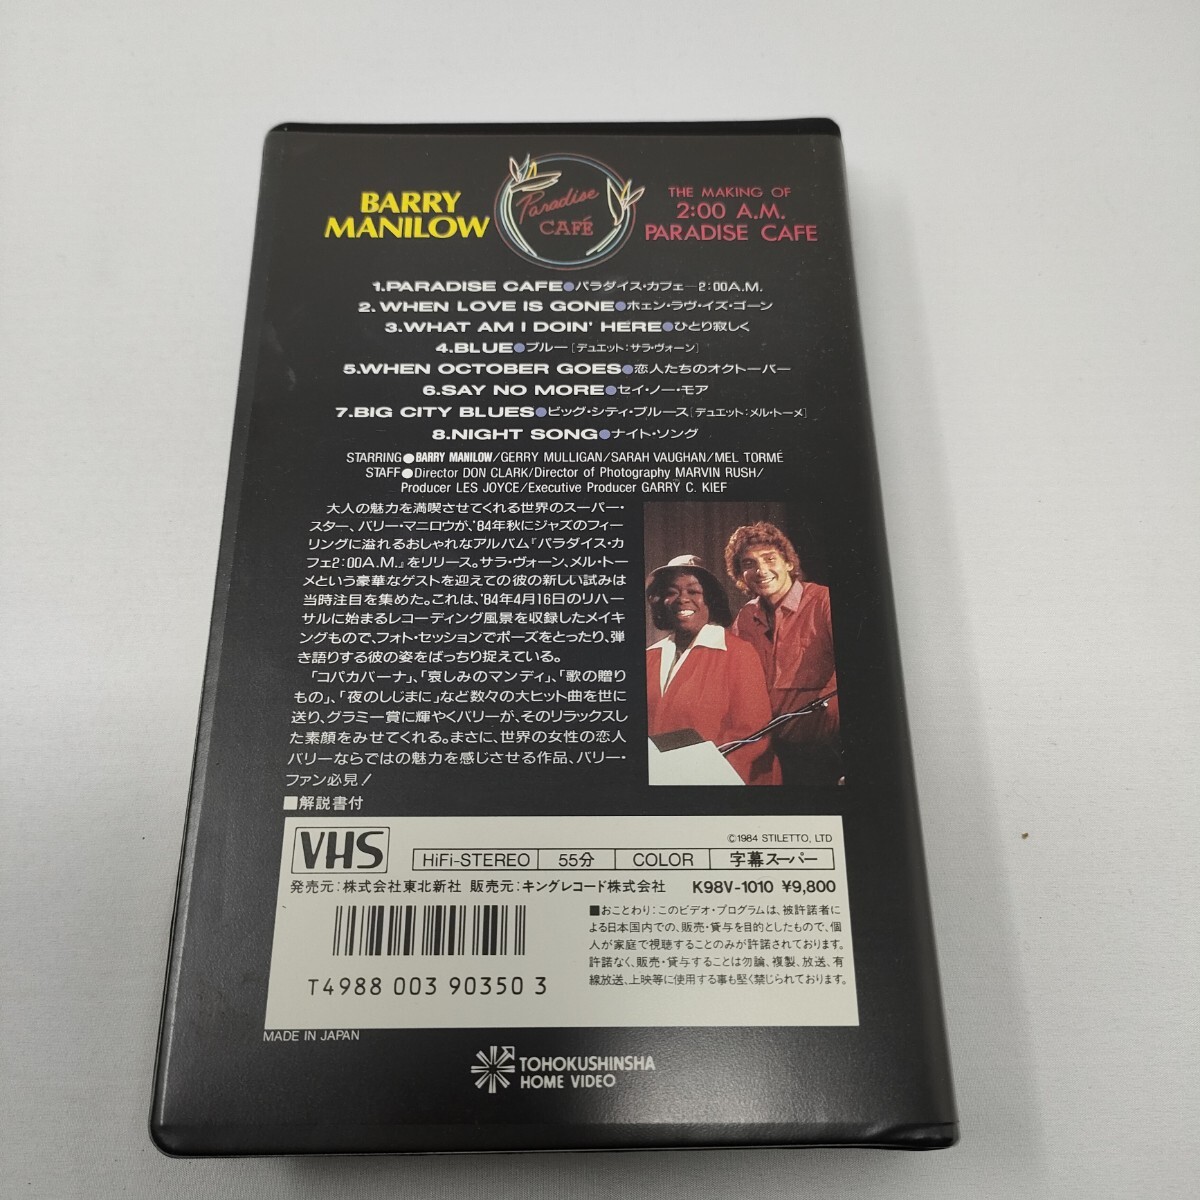 BARRY
MANILOW
Paradise
CAFÉ
THE MAKING OF
2:00 A.M.
PARADISE CAFE
1.PARADISE CAFE●パラダイス・カフェ—2:00A.M.
2.WHEN LOVE IS GONE●ホェン・ラヴ・イズ・ゴーン
3.WHAT AM I DOIN' HERE●ひとり寂しく
4.BLUE●ブルー[デュエット:サラ・ヴォーン]
5.WHEN OCTOBER GOES●恋人たちのオクトーバー
6.SAY NO MORE●セイ・ノー・モア
7.BIG CITY BLUES●ビッグ・シティ・ブルース[デュエット:メル・トーメ]
8.NIGHT SONG●ナイト・ソング
STARRING●BARRY MANILOW/GERRY MULLIGAN/SARAH VAUGHAN/MEL TORMÉ
STAFF●Director DON CLARK/Director of Photography MARVIN RUSH/
Producer LES JOYCE/Executive Producer GARRY C. KIEF
大人の魅力を満喫させてくれる世界のスーパー・
スター、バリー・マニロウが、'84年秋にジャズのフィー
リングに溢れるおしゃれなアルバム『パラダイス・カ
フェ2:00A.M.』をリリース。サラ・ヴォーン、メル・トー
メという豪華なゲストを迎えての彼の新しい試みは
当時注目を集めた。これは、'84年4月16日のリハー
サルに始まるレコーディング風景を収録したメイキ
ングもので、フォト・セッションでポーズをとったり、弾
き語りする彼の姿をばっちり捉えている。
「コパカバーナ」、「哀しみのマンディ」、「歌の贈り
もの」、「夜のしじまに」など数々の大ヒット曲を世に
送り、グラミー賞に輝やくバリーが、そのリラックスし
た素顔をみせてくれる。まさに、世界の女性の恋人
バリーならではの魅力を感じさせる作品、バリー・
ファン必見!
■解説書付
VHS
©1984 STILETTO, LTD
HiFi-STEREO 55分 COLOR 字幕スーパー
発売元:株式会社東北新社 販売元:キングレコード株式会社 K98V-1010 ¥9,800
■おことわり:このビデオ・プログラムは、被許諾者に
よる日本国内での、販売・貸与を目的としたもので、個
人が家庭で視聴することのみが許諾されております。
許諾なく、販売・貸与することは勿論、複製、放送、有
線放送、上映等に使用する事も堅く禁じられております。
T4988 003 90350 3
MADE IN JAPAN
TOHOKUSHINSHA
HOME VIDEO